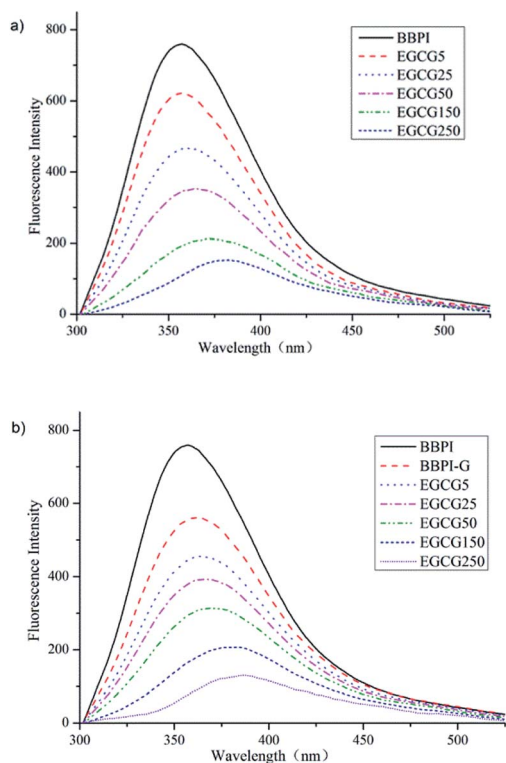 a)
800
600
400
200
0
Fluorescence Intensity
BBPI
EGCG5
EGCG25
EGCG50
EGCG150
EGCG250
300 350 400 450 500
Wavelength（nm）
b)
800
600
400
200
0
Fluorescence Intensity
BBPI
BBPI-G
EGCG5
EGCG25
EGCG50
EGCG150
EGCG250
300 350 400 450 500
Wavelength（nm）